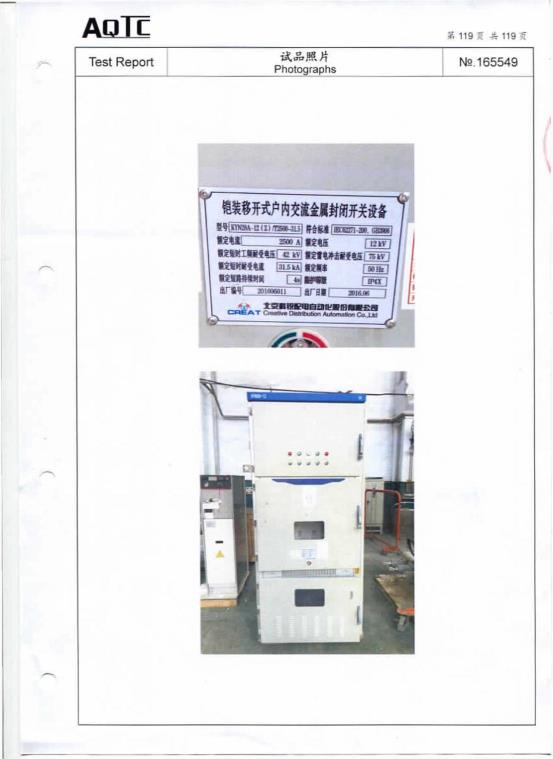 AQTC
第 119 页 共 119 页
Test Report
试品照片
Photographs
№.165549
铠装移开式户内交流金属封闭开关设备
型号 KYN28A-12 (Z) /T2500-31.5 符合标准 IEC62271-200、GB3906
额定电流 2500 A 额定电压 12 kV
额定短时工频耐受电压 42 kV 额定雷电冲击耐受电压 75 kV
额定短时耐受电流 31.5 kA 额定频率 50 Hz
额定短路持续时间 4s 防护等级 IP4X
出厂编号 201606011 出厂日期 2016.06
CREAT 北京科锐配电自动化股份有限公司
Creative Distribution Automation Co.,Ltd